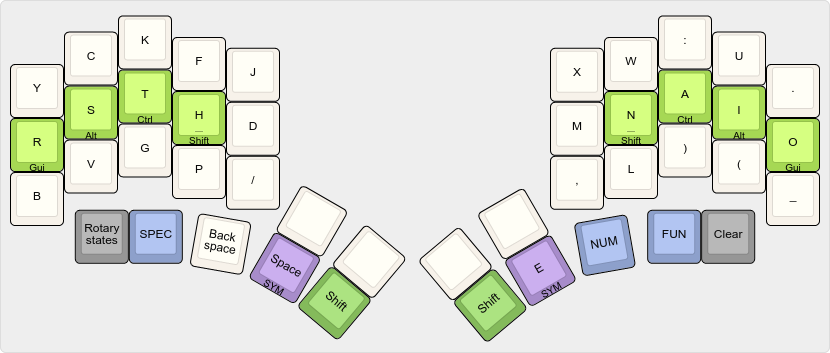 Y
C
K
F
J
R
Gui
S
Alt
T
Ctrl
H
_
Shift
D
B
V
G
P
/
X
W
:
U
.
M
N
_
Shift
A
Ctrl
I
Alt
O
Gui
,
L
)
(
_
Rotary
states
SPEC
Back
space
Space
SYM
Shift
Shift
E
SYM
NUM
FUN
Clear